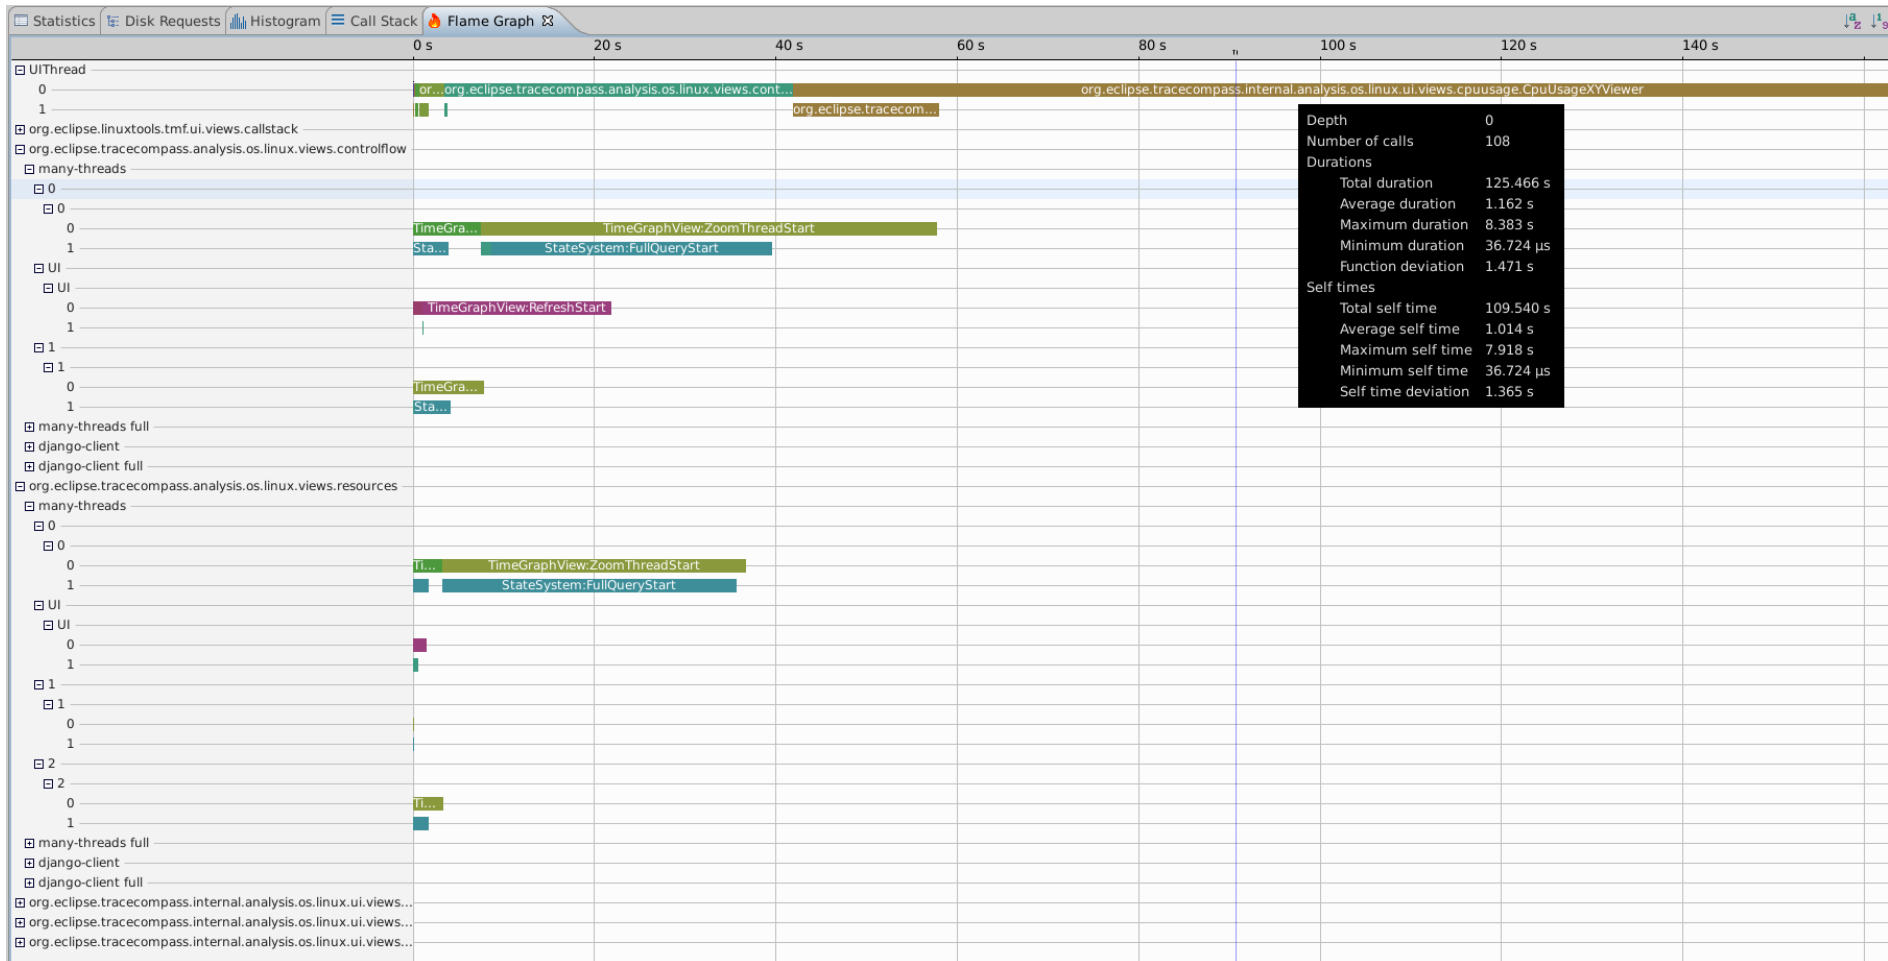 Statistics Disk Requests Histogram Call Stack Flame Graph
0 s 20 s 40 s 60 s 80 s 100 s 120 s 140 s
UIThread
0 or...org.eclipse.tracecompass.analysis.os.linux.views.cont... org.eclipse.tracecompass.internal.analysis.os.linux.ui.views.cpuusage.CpuUsageXYViewer
1 org.eclipse.tracecom...
org.eclipse.linuxtools.tmf.ui.views.callstack
org.eclipse.tracecompass.analysis.os.linux.views.controlflow
many-threads
0
0
0 TimeGra... TimeGraphView:ZoomThreadStart
1 Sta... StateSystem:FullQueryStart
UI
UI
0 TimeGraphView:RefreshStart
1
1
1
0 TimeGra...
1 Sta...
many-threads full
django-client
django-client full
org.eclipse.tracecompass.analysis.os.linux.views.resources
many-threads
0
0
0 Ti... TimeGraphView:ZoomThreadStart
1 StateSystem:FullQueryStart
UI
UI
0
1
1
1
0
1
2
2
0 Ti...
1
many-threads full
django-client
django-client full
org.eclipse.tracecompass.internal.analysis.os.linux.ui.views...
org.eclipse.tracecompass.internal.analysis.os.linux.ui.views...
org.eclipse.tracecompass.internal.analysis.os.linux.ui.views...
Depth 0
Number of calls 108
Durations
Total duration 125.466 s
Average duration 1.162 s
Maximum duration 8.383 s
Minimum duration 36.724 µs
Function deviation 1.471 s
Self times
Total self time 109.540 s
Average self time 1.014 s
Maximum self time 7.918 s
Minimum self time 36.724 µs
Self time deviation 1.365 s